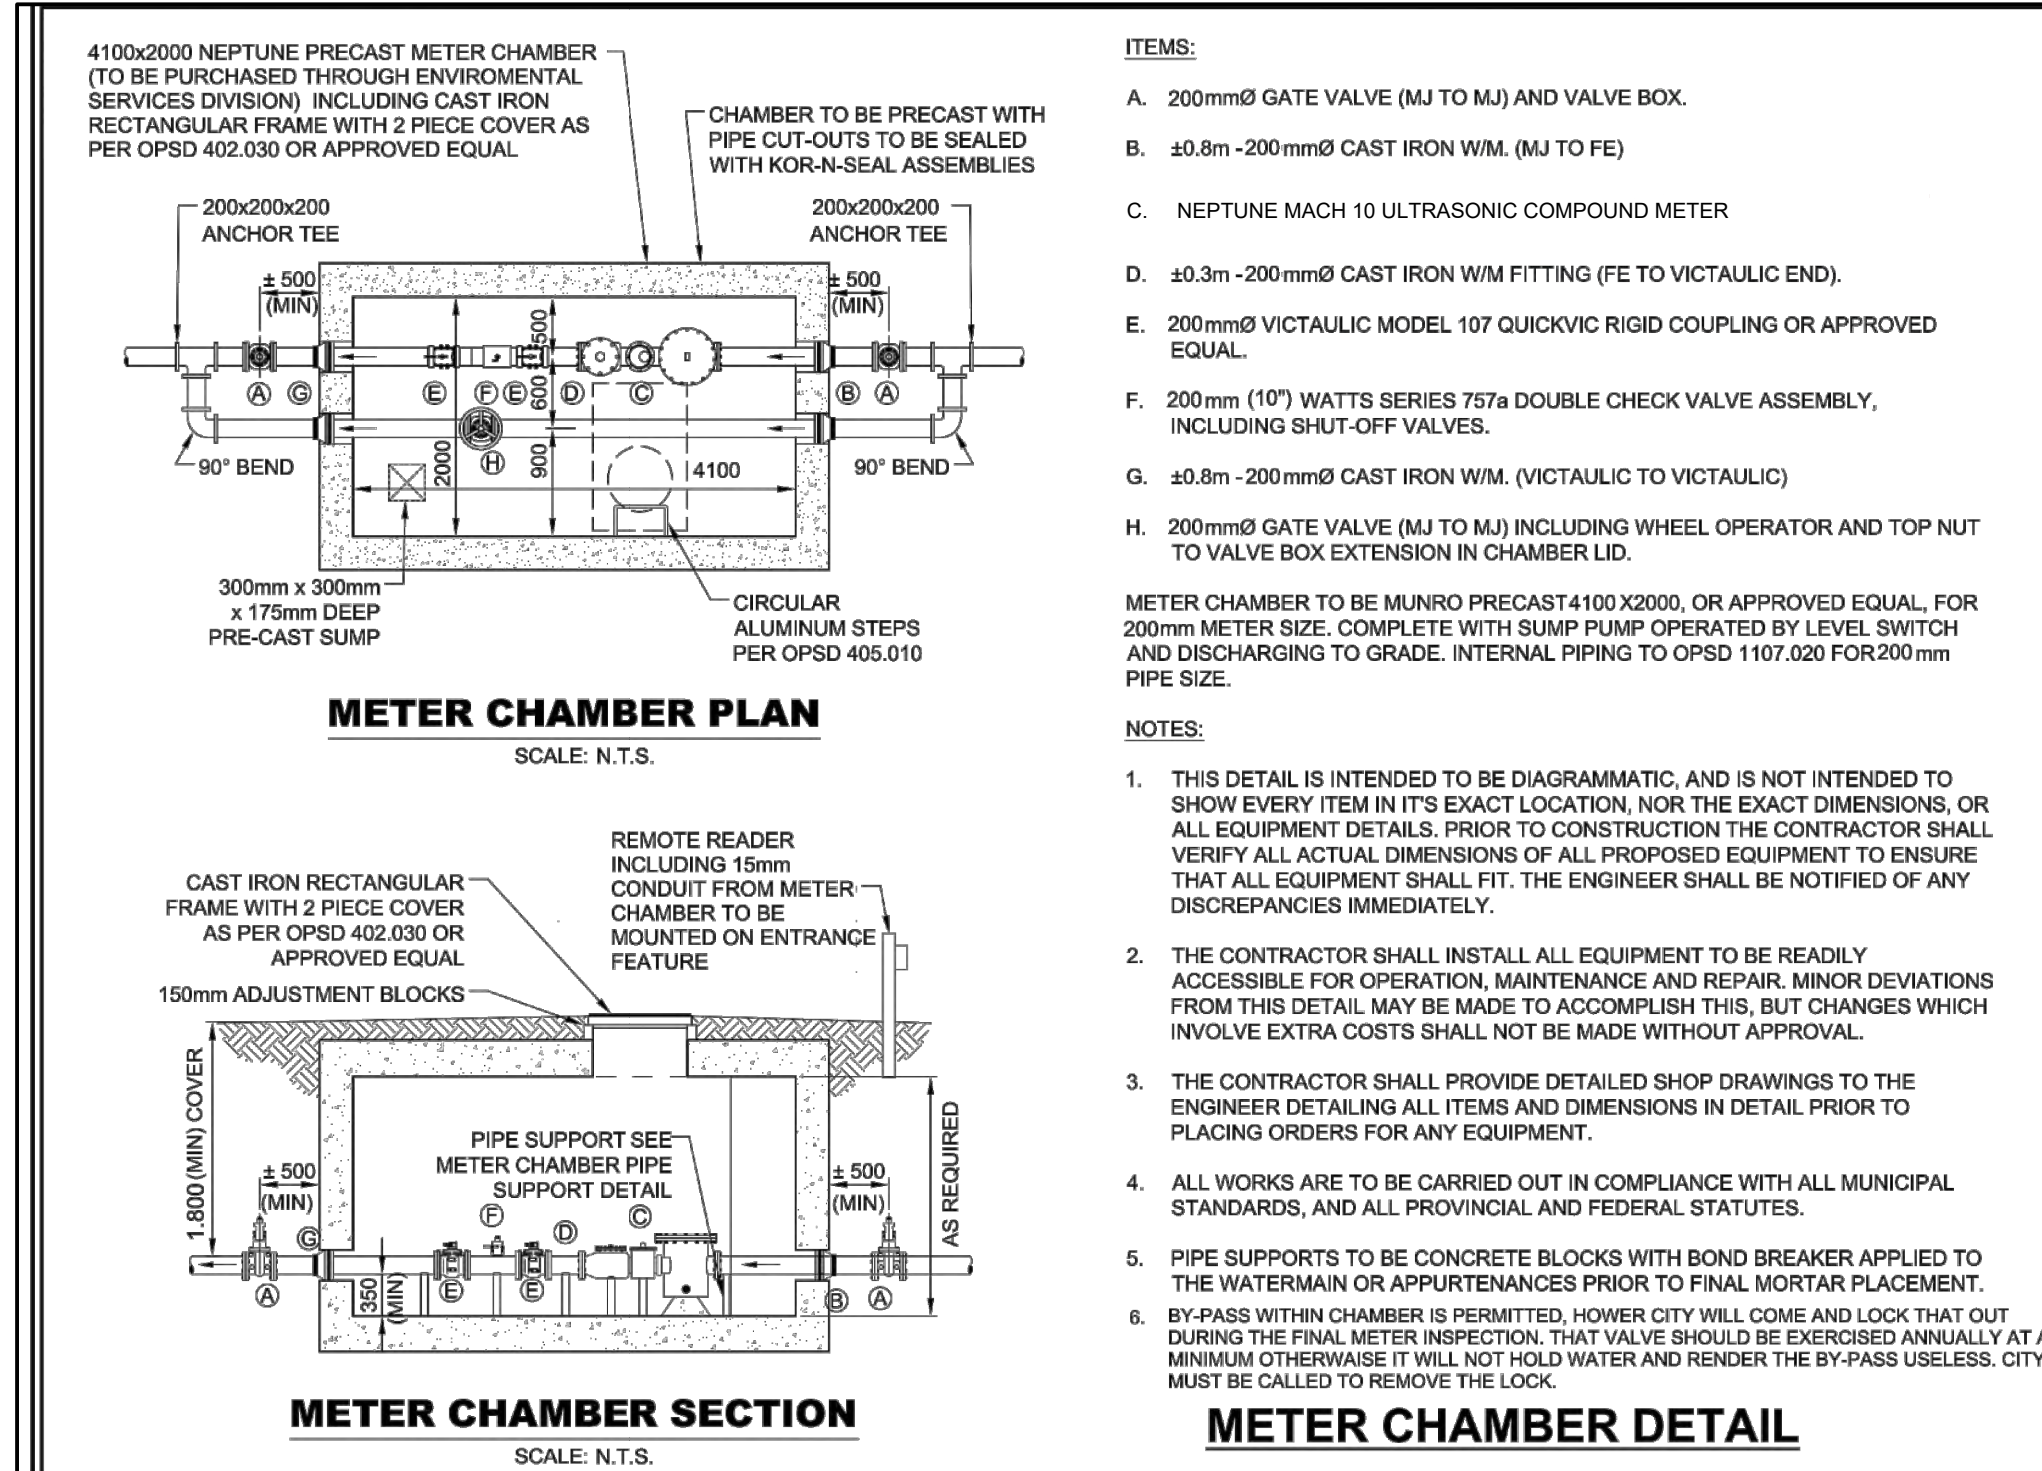 4100x2000 NEPTUNE PRECAST METER CHAMBER
(TO BE PURCHASED THROUGH ENVIROMENTAL
SERVICES DIVISION) INCLUDING CAST IRON
RECTANGULAR FRAME WITH 2 PIECE COVER AS
PER OPSD 402.030 OR APPROVED EQUAL
CHAMBER TO BE PRECAST WITH
PIPE CUT-OUTS TO BE SEALED
WITH KOR-N-SEAL ASSEMBLIES
200x200x200
ANCHOR TEE
200x200x200
ANCHOR TEE
± 500
(MIN)
± 500
(MIN)
500
600
900
2000
4100
A G E F E D C B A
H
90° BEND
90° BEND
300mm x 300mm
x 175mm DEEP
PRE-CAST SUMP
CIRCULAR
ALUMINUM STEPS
PER OPSD 405.010
METER CHAMBER PLAN
SCALE: N.T.S.
REMOTE READER
INCLUDING 15mm
CONDUIT FROM METER
CHAMBER TO BE
MOUNTED ON ENTRANCE
FEATURE
CAST IRON RECTANGULAR
FRAME WITH 2 PIECE COVER
AS PER OPSD 402.030 OR
APPROVED EQUAL
150mm ADJUSTMENT BLOCKS
1.800 (MIN) COVER
PIPE SUPPORT SEE
METER CHAMBER PIPE
SUPPORT DETAIL
AS REQUIRED
± 500
(MIN)
± 500
(MIN)
G F D C
A E E B A
350
(MIN)
METER CHAMBER SECTION
SCALE: N.T.S.
ITEMS:
A. 200mmØ GATE VALVE (MJ TO MJ) AND VALVE BOX.
B. ±0.8m -200mmØ CAST IRON W/M. (MJ TO FE)
C. NEPTUNE MACH 10 ULTRASONIC COMPOUND METER
D. ±0.3m -200mmØ CAST IRON W/M FITTING (FE TO VICTAULIC END).
E. 200mmØ VICTAULIC MODEL 107 QUICKVIC RIGID COUPLING OR APPROVED
EQUAL.
F. 200mm (10") WATTS SERIES 757a DOUBLE CHECK VALVE ASSEMBLY,
INCLUDING SHUT-OFF VALVES.
G. ±0.8m -200mmØ CAST IRON W/M. (VICTAULIC TO VICTAULIC)
H. 200mmØ GATE VALVE (MJ TO MJ) INCLUDING WHEEL OPERATOR AND TOP NUT
TO VALVE BOX EXTENSION IN CHAMBER LID.
METER CHAMBER TO BE MUNRO PRECAST 4100 X2000, OR APPROVED EQUAL, FOR
200mm METER SIZE. COMPLETE WITH SUMP PUMP OPERATED BY LEVEL SWITCH
AND DISCHARGING TO GRADE. INTERNAL PIPING TO OPSD 1107.020 FOR 200mm
PIPE SIZE.
NOTES:
1. THIS DETAIL IS INTENDED TO BE DIAGRAMMATIC, AND IS NOT INTENDED TO
SHOW EVERY ITEM IN IT'S EXACT LOCATION, NOR THE EXACT DIMENSIONS, OR
ALL EQUIPMENT DETAILS. PRIOR TO CONSTRUCTION THE CONTRACTOR SHALL
VERIFY ALL ACTUAL DIMENSIONS OF ALL PROPOSED EQUIPMENT TO ENSURE
THAT ALL EQUIPMENT SHALL FIT. THE ENGINEER SHALL BE NOTIFIED OF ANY
DISCREPANCIES IMMEDIATELY.
2. THE CONTRACTOR SHALL INSTALL ALL EQUIPMENT TO BE READILY
ACCESSIBLE FOR OPERATION, MAINTENANCE AND REPAIR. MINOR DEVIATIONS
FROM THIS DETAIL MAY BE MADE TO ACCOMPLISH THIS, BUT CHANGES WHICH
INVOLVE EXTRA COSTS SHALL NOT BE MADE WITHOUT APPROVAL.
3. THE CONTRACTOR SHALL PROVIDE DETAILED SHOP DRAWINGS TO THE
ENGINEER DETAILING ALL ITEMS AND DIMENSIONS IN DETAIL PRIOR TO
PLACING ORDERS FOR ANY EQUIPMENT.
4. ALL WORKS ARE TO BE CARRIED OUT IN COMPLIANCE WITH ALL MUNICIPAL
STANDARDS, AND ALL PROVINCIAL AND FEDERAL STATUTES.
5. PIPE SUPPORTS TO BE CONCRETE BLOCKS WITH BOND BREAKER APPLIED TO
THE WATERMAIN OR APPURTENANCES PRIOR TO FINAL MORTAR PLACEMENT.
6. BY-PASS WITHIN CHAMBER IS PERMITTED, HOWER CITY WILL COME AND LOCK THAT OUT
DURING THE FINAL METER INSPECTION. THAT VALVE SHOULD BE EXERCISED ANNUALLY AT A
MINIMUM OTHERWAISE IT WILL NOT HOLD WATER AND RENDER THE BY-PASS USELESS. CITY
MUST BE CALLED TO REMOVE THE LOCK.
METER CHAMBER DETAIL